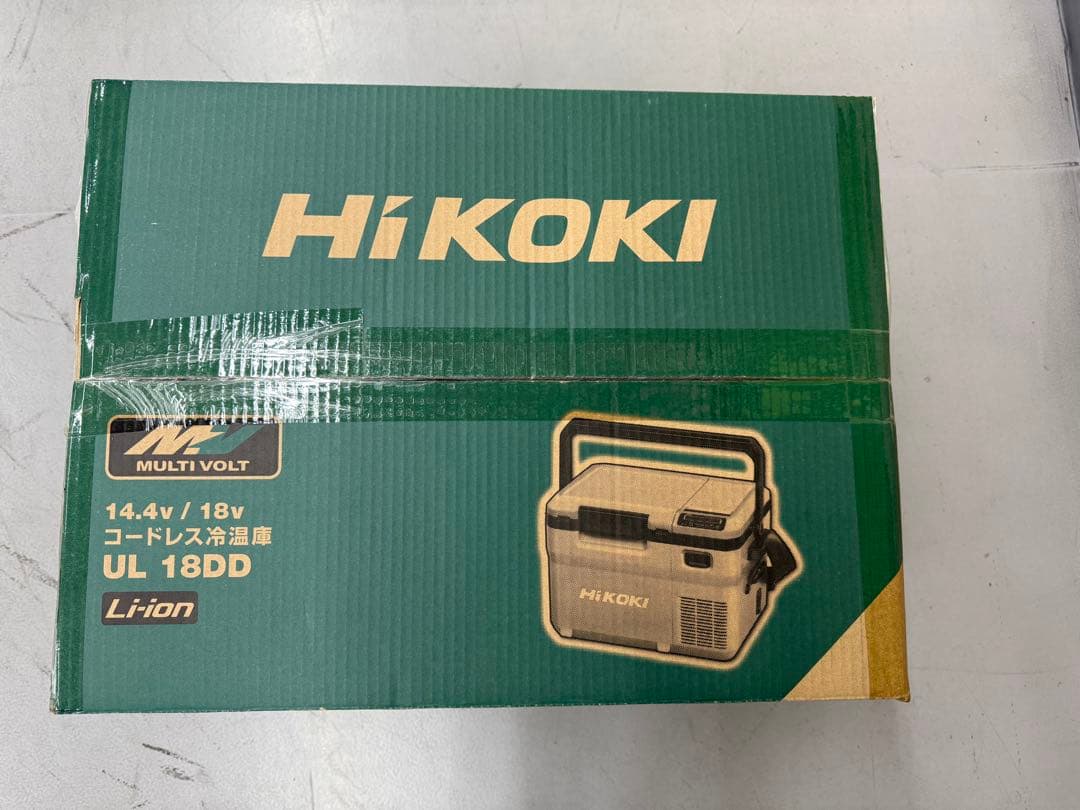 HiKOKI
MV
MULTI VOLT
14.4v / 18v
コードレス冷温庫
UL 18DD
Li-ion
HiKOKI